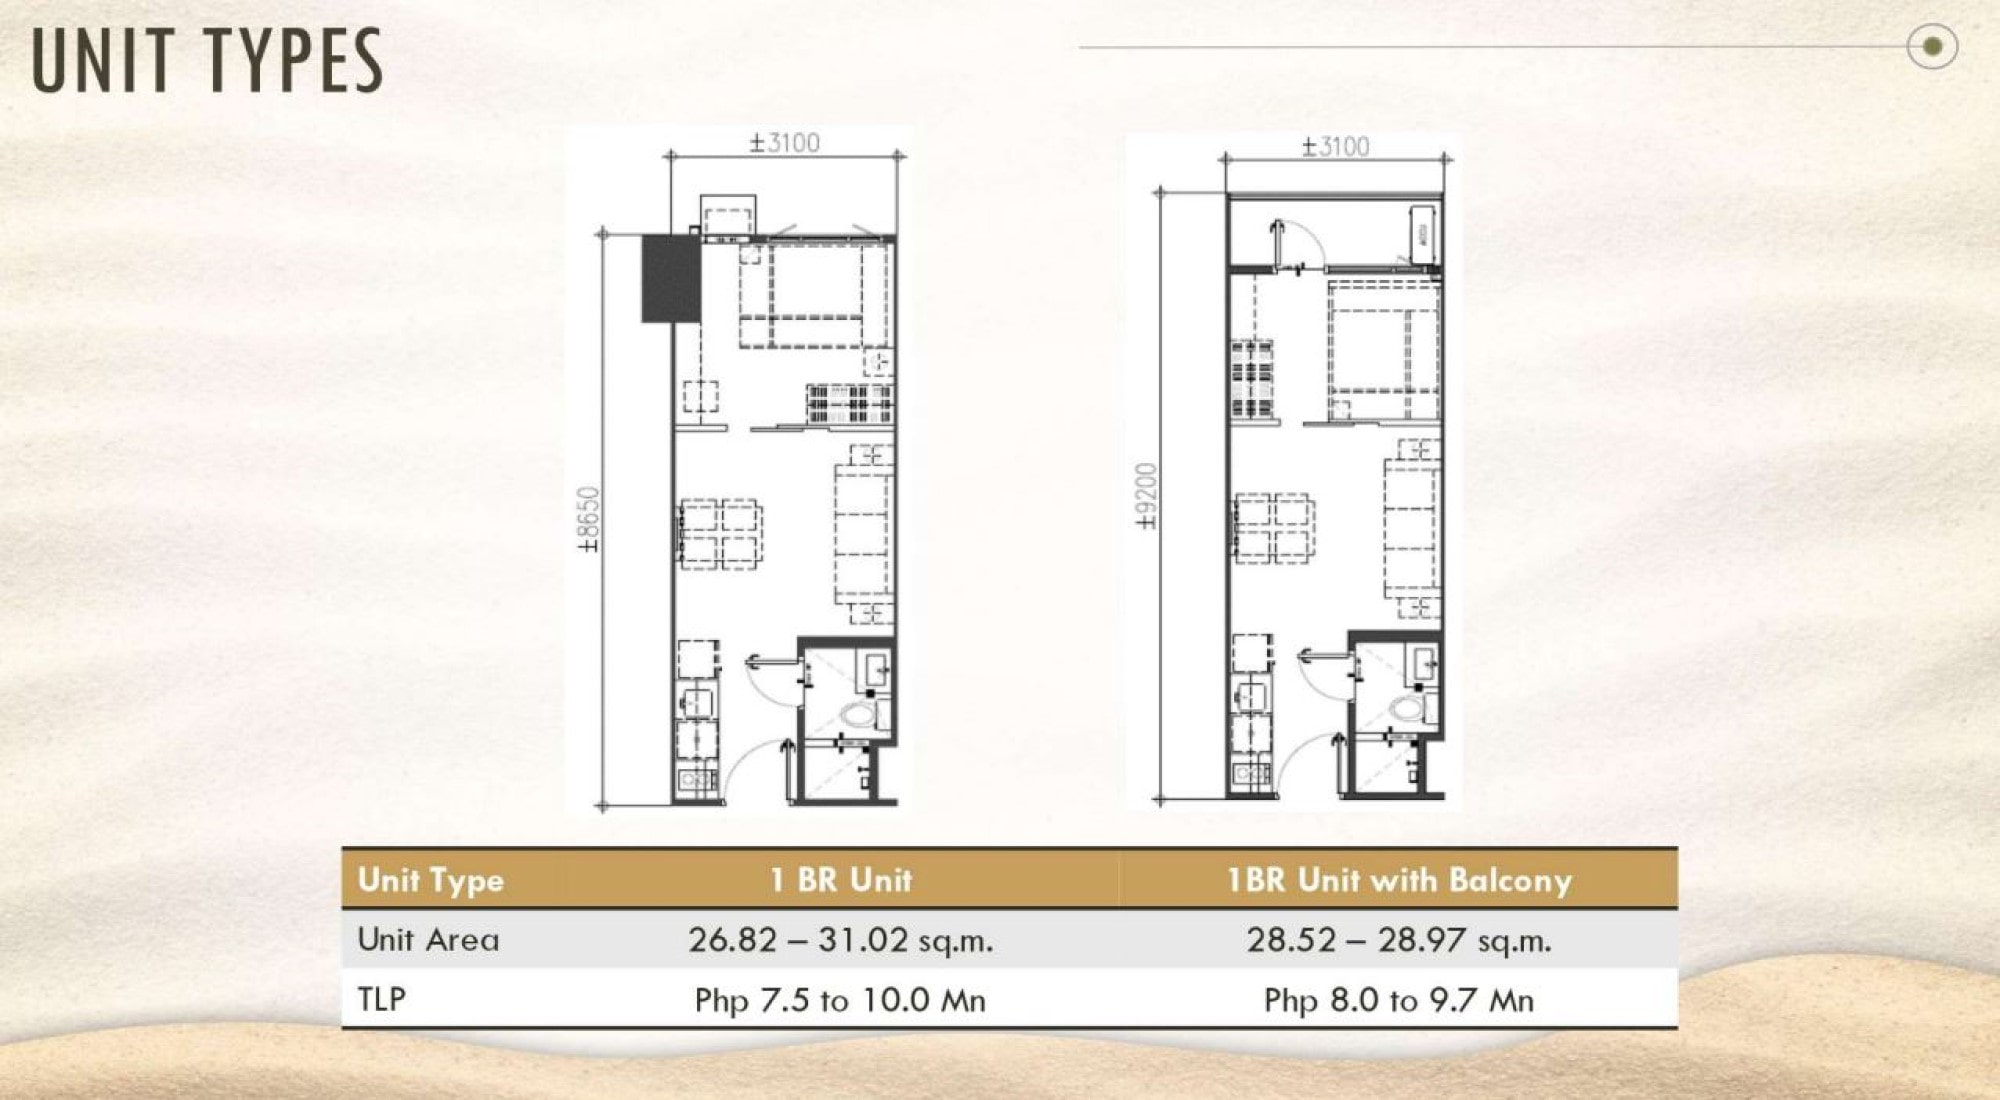 UNIT TYPES
±3100
±3100
±8650
±9200
Unit Type 1 BR Unit 1BR Unit with Balcony
Unit Area 26.82 – 31.02 sq.m. 28.52 – 28.97 sq.m.
TLP Php 7.5 to 10.0 Mn Php 8.0 to 9.7 Mn